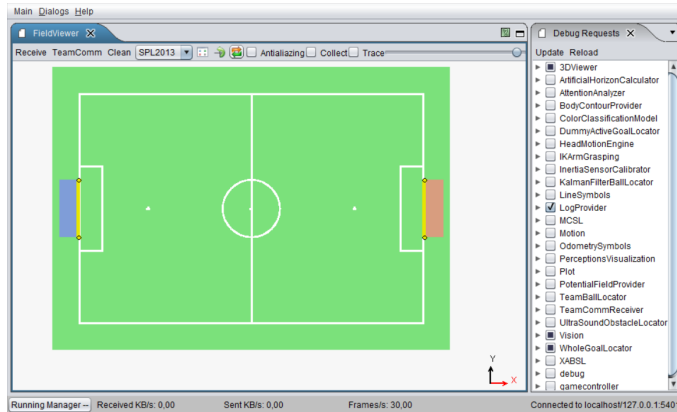 Main Dialogs Help
FieldViewer
Debug Requests
Receive TeamComm Clean SPL2013 Antializing Collect Trace
Update Reload
3DViewer
ArtificialHorizonCalculator
AttentionAnalyzer
BodyContourProvider
ColorClassificationModel
DummyActiveGoalLocator
HeadMotionEngine
IKArmGrasping
InertiaSensorCalibrator
KalmanFilterBallLocator
LineSymbols
LogProvider
MCSL
Motion
OdometrySymbols
PerceptionsVisualization
Plot
PotentialFieldProvider
TeamBallLocator
TeamCommReceiver
UltraSoundObstacleLocator
Vision
WholeGoalLocator
XABSL
debug
gamecontroller
Y
X
Running Manager Received KB/s: 0,00 Sent KB/s: 0,00 Frames/s: 30,00 Connected to localhost/127.0.0.1:540